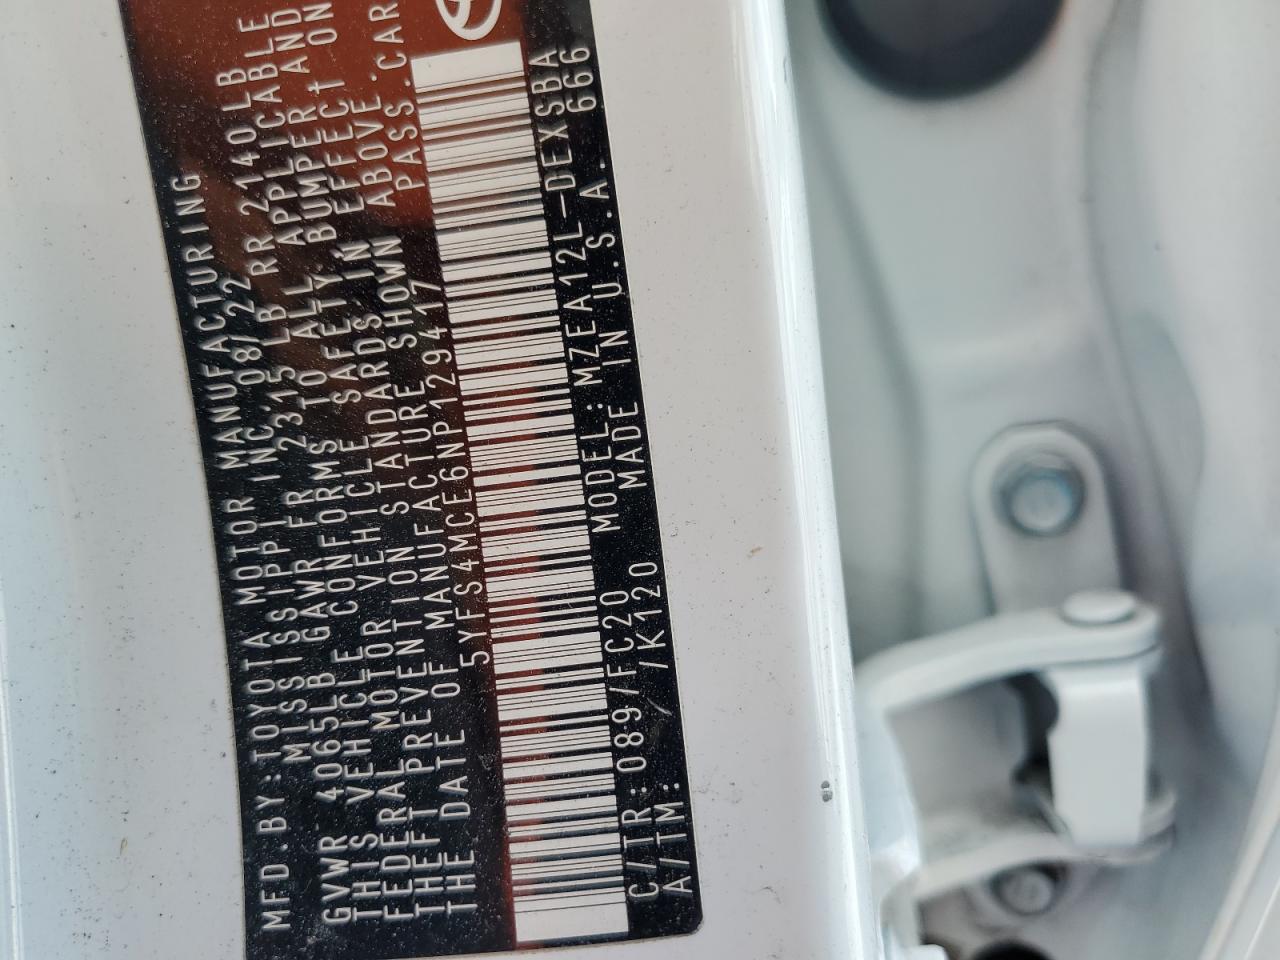 MFD.BY:TOYOTA MOTOR MANUFACTURING
MISSISSIPPI INC. 08/22
GVWR 4065LB GAWR FR 2315 LB RR 2140LB
THIS VEHICLE CONFORMS TO ALL APPLICABLE
FEDERAL MOTOR VEHICLE SAFETY, BUMPER, AND
THEFT PREVENTION STANDARDS IN EFFECT ON
THE DATE OF MANUFACTURE SHOWN ABOVE.
5YFS4MCE6NP129417 PASS.CAR
C/TR:089/FC20 MODEL:MZEA12L-DEXSBA
A/TM: /K120 MADE IN U.S.A. 666